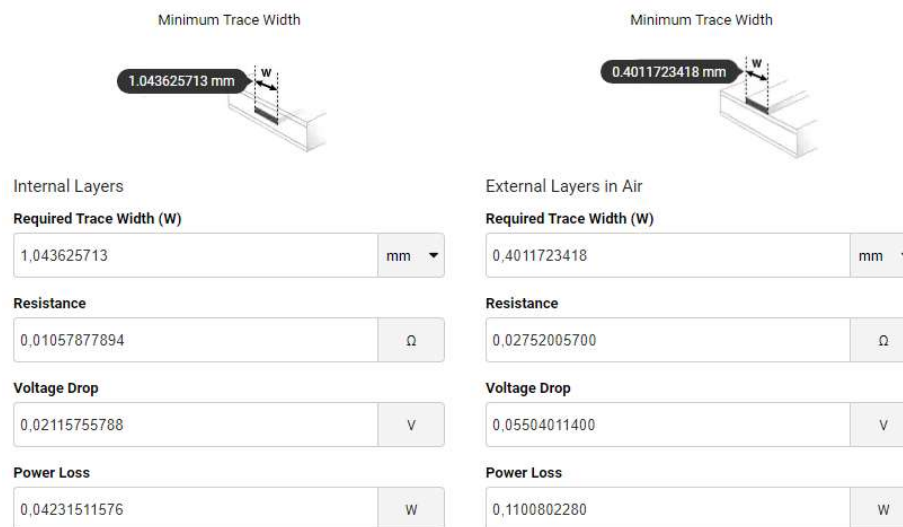 Minimum Trace Width
1.043625713 mm
W
Internal Layers
Required Trace Width (W)
1,043625713
mm
Resistance
0,01057877894
Ω
Voltage Drop
0,02115755788
V
Power Loss
0,04231511576
W
Minimum Trace Width
0.4011723418 mm
W
External Layers in Air
Required Trace Width (W)
0,4011723418
mm
Resistance
0,02752005700
Ω
Voltage Drop
0,05504011400
V
Power Loss
0,1100802280
W